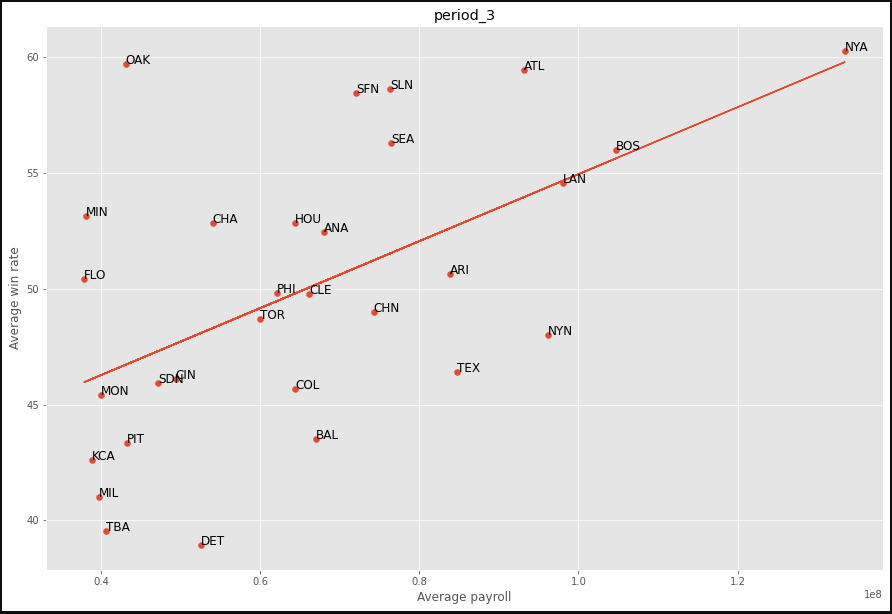 period_3
60
55
50
45
40
Average win rate
NYA
OAK
ATL
SFN
SLN
SEA
BOS
LAN
MIN
CHA
HOU
ANA
FLO
ARI
PHI
CLE
CHN
TOR
NYN
TEX
CIN
SDN
COL
MON
BAL
PIT
KCA
MIL
TBA
DET
0.4
0.6
0.8
1.0
1.2
1e8
Average payroll